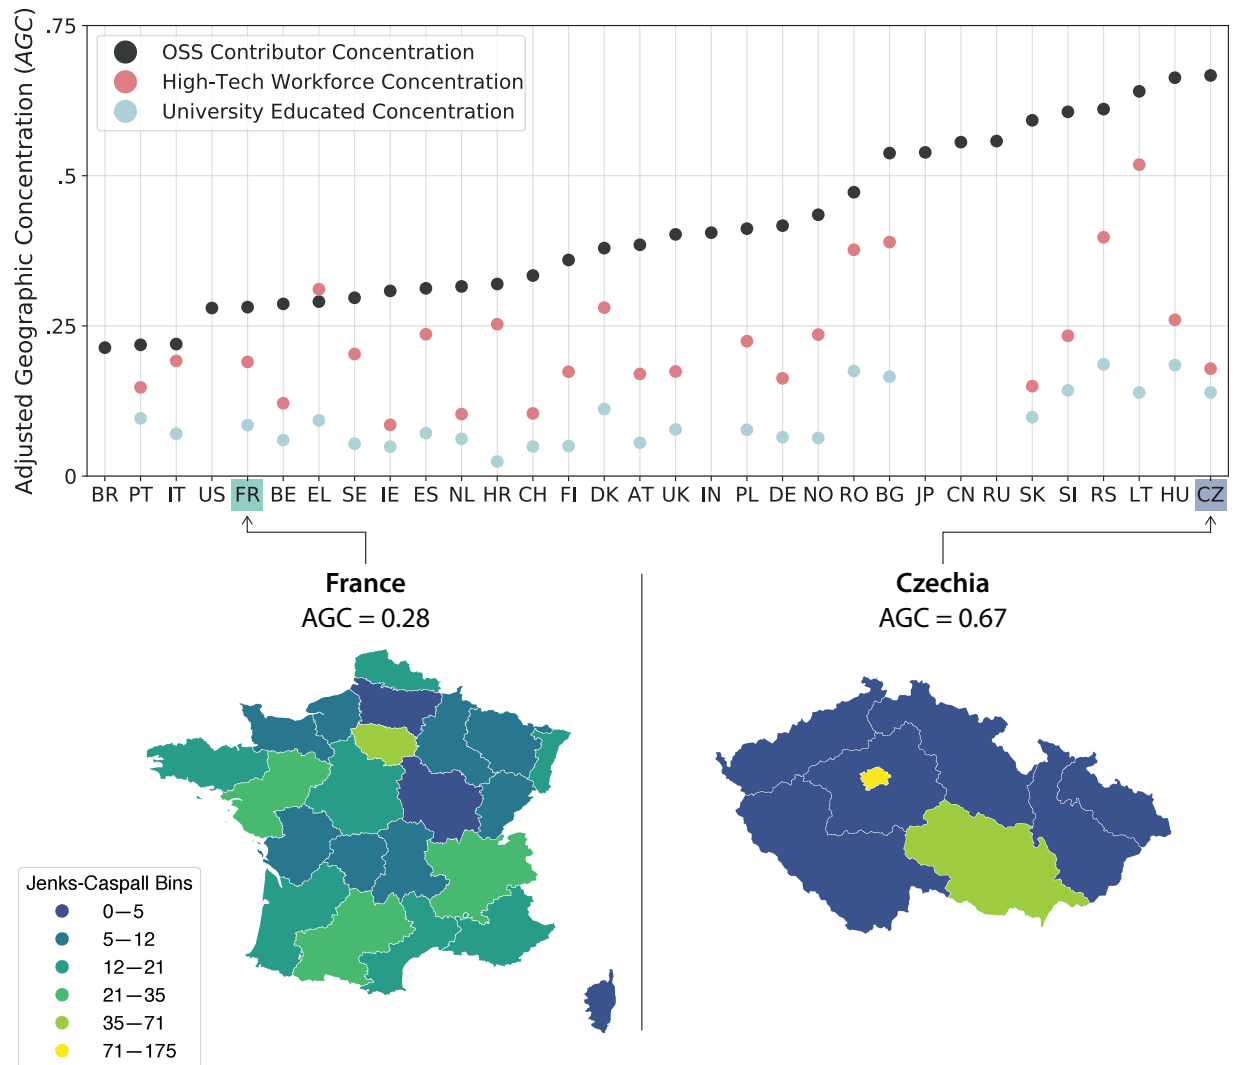 Adjusted Geographic Concentration (AGC)
.75
.5
.25
0
OSS Contributor Concentration
High-Tech Workforce Concentration
University Educated Concentration
BR PT IT US FR BE EL SE IE ES NL HR CH FI DK AT UK IN PL DE NO RO BG JP CN RU SK SI RS LT HU CZ
France
AGC = 0.28
Czechia
AGC = 0.67
Jenks-Caspall Bins
0—5
5—12
12—21
21—35
35—71
71—175